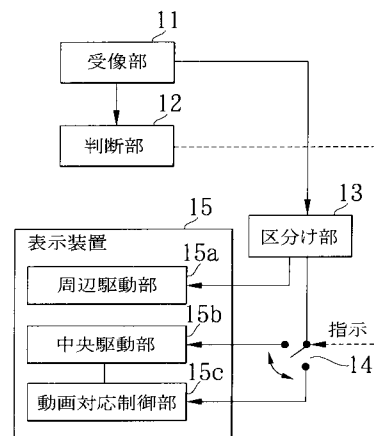 11
受像部
12
判断部
13
区分け部
15
表示装置
15a
周辺駆動部
15b
中央駆動部
指示
14
15c
動画対応制御部